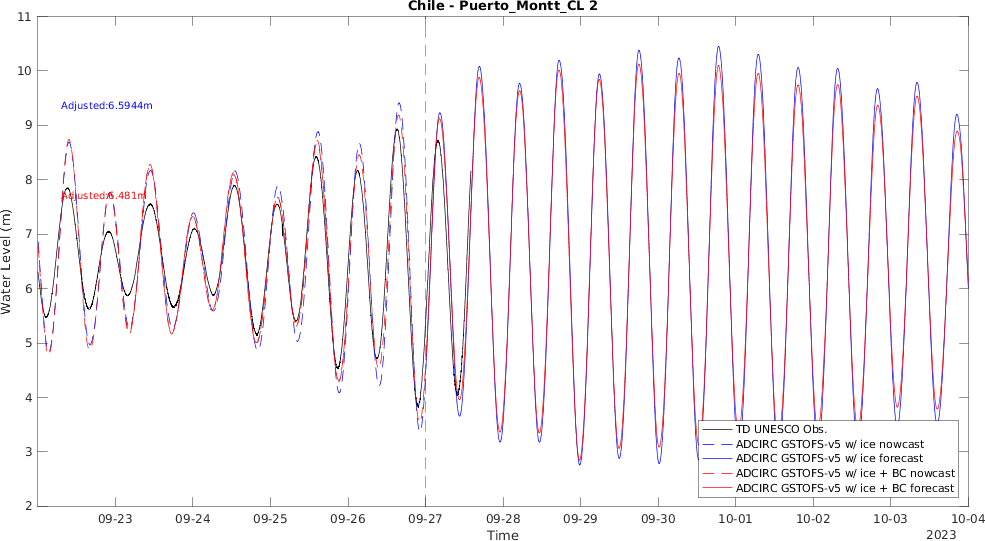 Chile - Puerto_Montt_CL 2
Water Level (m)
11
10
9
8
7
6
5
4
3
2
Adjusted:6.5944m
Adjusted:6.481m
TD UNESCO Obs.
ADCIRC GSTOFS-v5 w/ ice nowcast
ADCIRC GSTOFS-v5 w/ ice forecast
ADCIRC GSTOFS-v5 w/ ice + BC nowcast
ADCIRC GSTOFS-v5 w/ ice + BC forecast
09-23 09-24 09-25 09-26 09-27 09-28 09-29 09-30 10-01 10-02 10-03 10-04
Time
2023